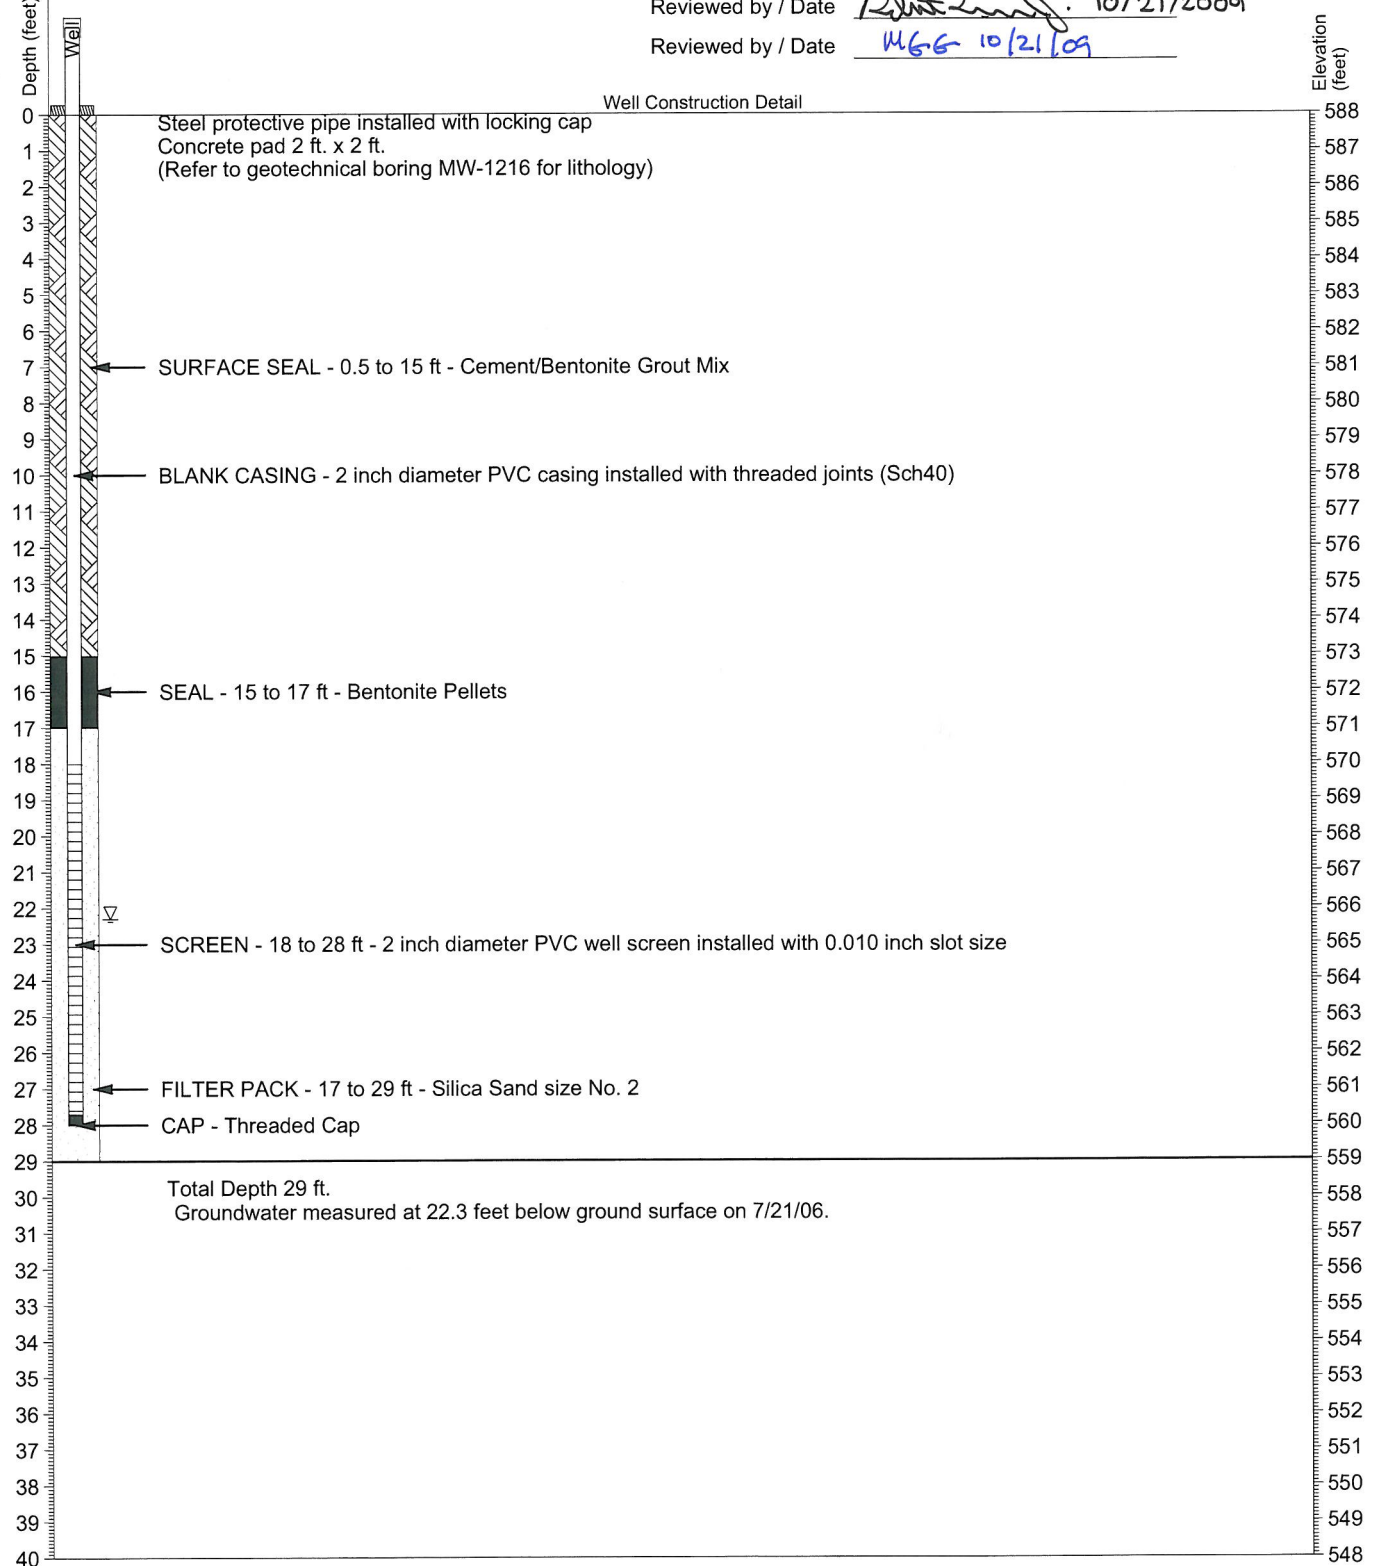 Reviewed by / Date 10/21/2009
Reviewed by / Date MGG 10/21/09
Depth (feet)
Well
Elevation
(feet)
Well Construction Detail
0 588
Steel protective pipe installed with locking cap
1 Concrete pad 2 ft. x 2 ft. 587
(Refer to geotechnical boring MW-1216 for lithology)
2 586
3 585
4 584
5 583
6 582
7 SURFACE SEAL - 0.5 to 15 ft - Cement/Bentonite Grout Mix 581
8 580
9 579
10 BLANK CASING - 2 inch diameter PVC casing installed with threaded joints (Sch40) 578
11 577
12 576
13 575
14 574
15 573
16 SEAL - 15 to 17 ft - Bentonite Pellets 572
17 571
18 570
19 569
20 568
21 567
22 566
23 SCREEN - 18 to 28 ft - 2 inch diameter PVC well screen installed with 0.010 inch slot size 565
24 564
25 563
26 562
27 FILTER PACK - 17 to 29 ft - Silica Sand size No. 2 561
28 CAP - Threaded Cap 560
29 559
Total Depth 29 ft.
30 558
Groundwater measured at 22.3 feet below ground surface on 7/21/06.
31 557
32 556
33 555
34 554
35 553
36 552
37 551
38 550
39 549
40 548